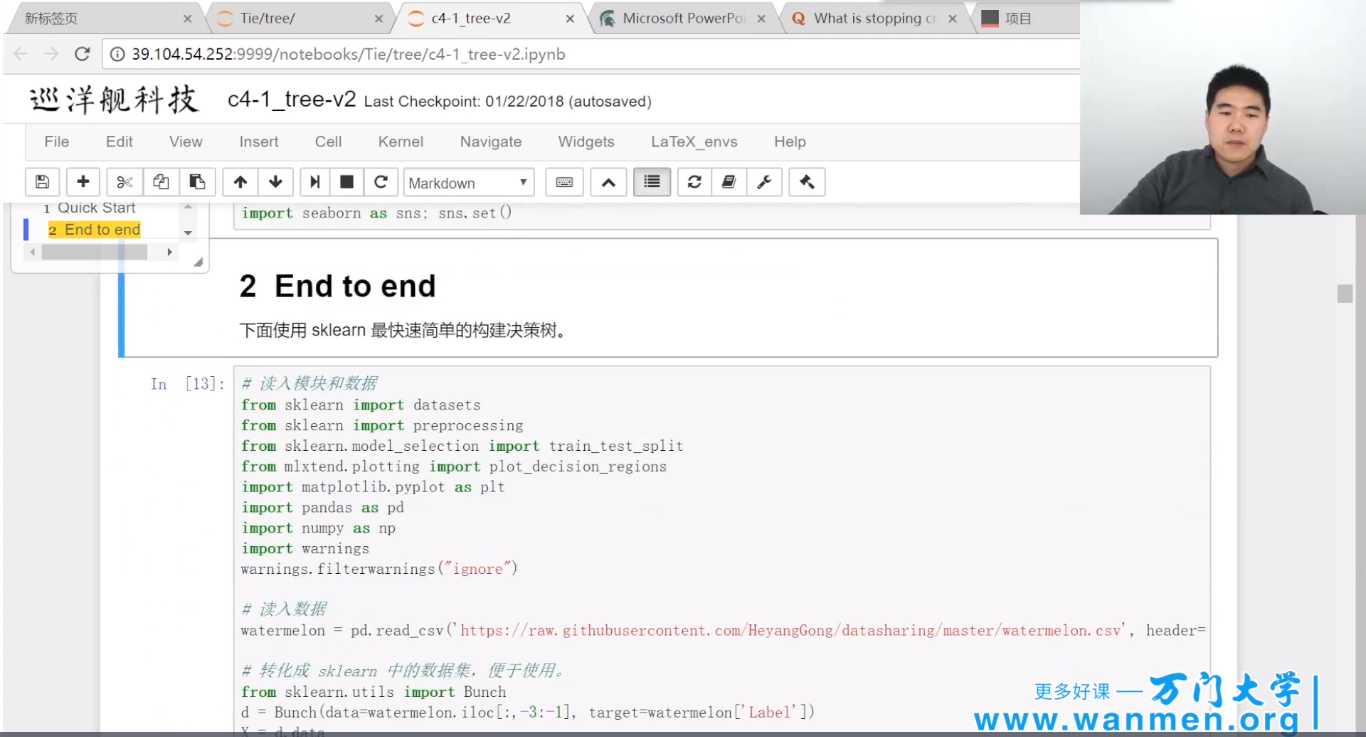 新标签页
Tie/tree/
c4-1_tree-v2
Microsoft PowerPoi
What is stopping cr
项目
39.104.54.252:9999/notebooks/Tie/tree/c4-1_tree-v2.ipynb
巡洋舰科技
c4-1_tree-v2 Last Checkpoint: 01/22/2018 (autosaved)
File Edit View Insert Cell Kernel Navigate Widgets LaTeX_envs Help
Markdown
1 Quick Start
2 End to end
import seaborn as sns; sns.set()
2 End to end
下面使用 sklearn 最快速简单的构建决策树。
In [13]:
# 读入模块和数据
from sklearn import datasets
from sklearn import preprocessing
from sklearn.model_selection import train_test_split
from mlxtend.plotting import plot_decision_regions
import matplotlib.pyplot as plt
import pandas as pd
import numpy as np
import warnings
warnings.filterwarnings("ignore")
# 读入数据
watermelon = pd.read_csv('https://raw.githubusercontent.com/HeyangGong/datasharing/master/watermelon.csv', header=
# 转化成 sklearn 中的数据集，便于使用。
from sklearn.utils import Bunch
d = Bunch(data=watermelon.iloc[:,-3:-1], target=watermelon['Label'])
X = d.data
更多好课 — 万门大学
www.wanmen.org